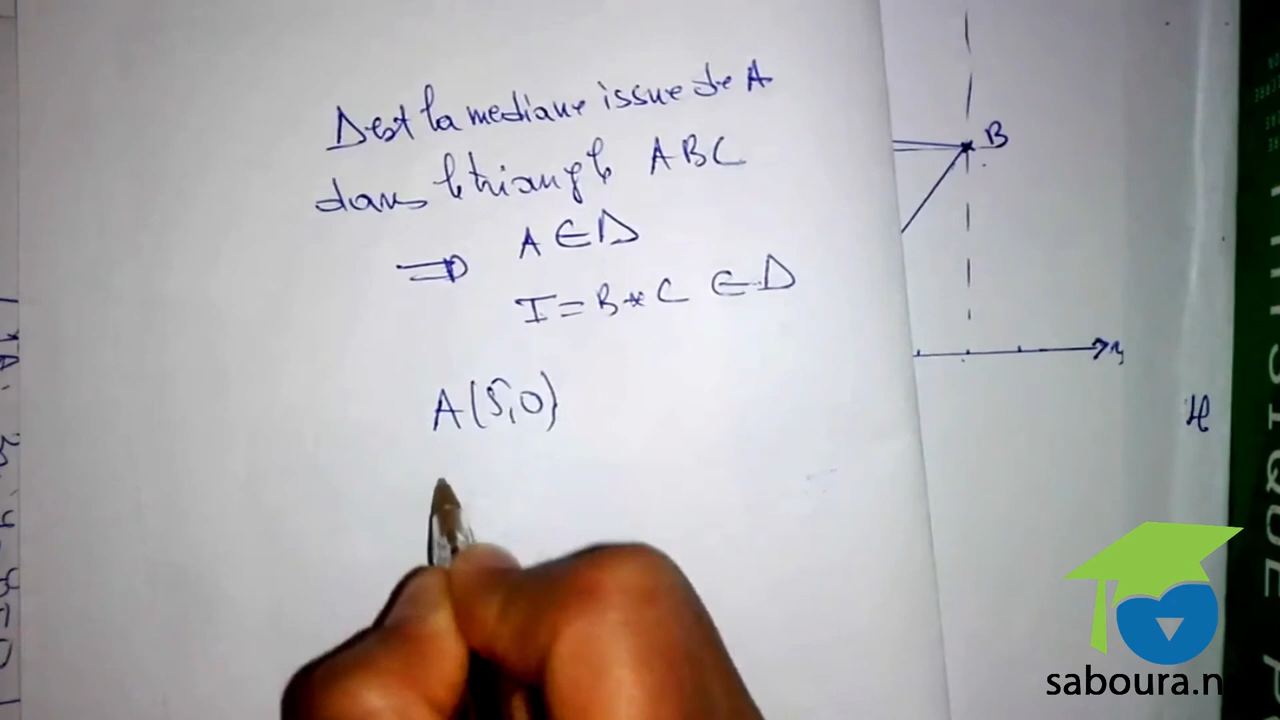 Δ est la mediane issue de A
dans le triangle ABC
⇒ A ∈ Δ
I = B * C ∈ Δ
A(5,0)
B
saboura.n